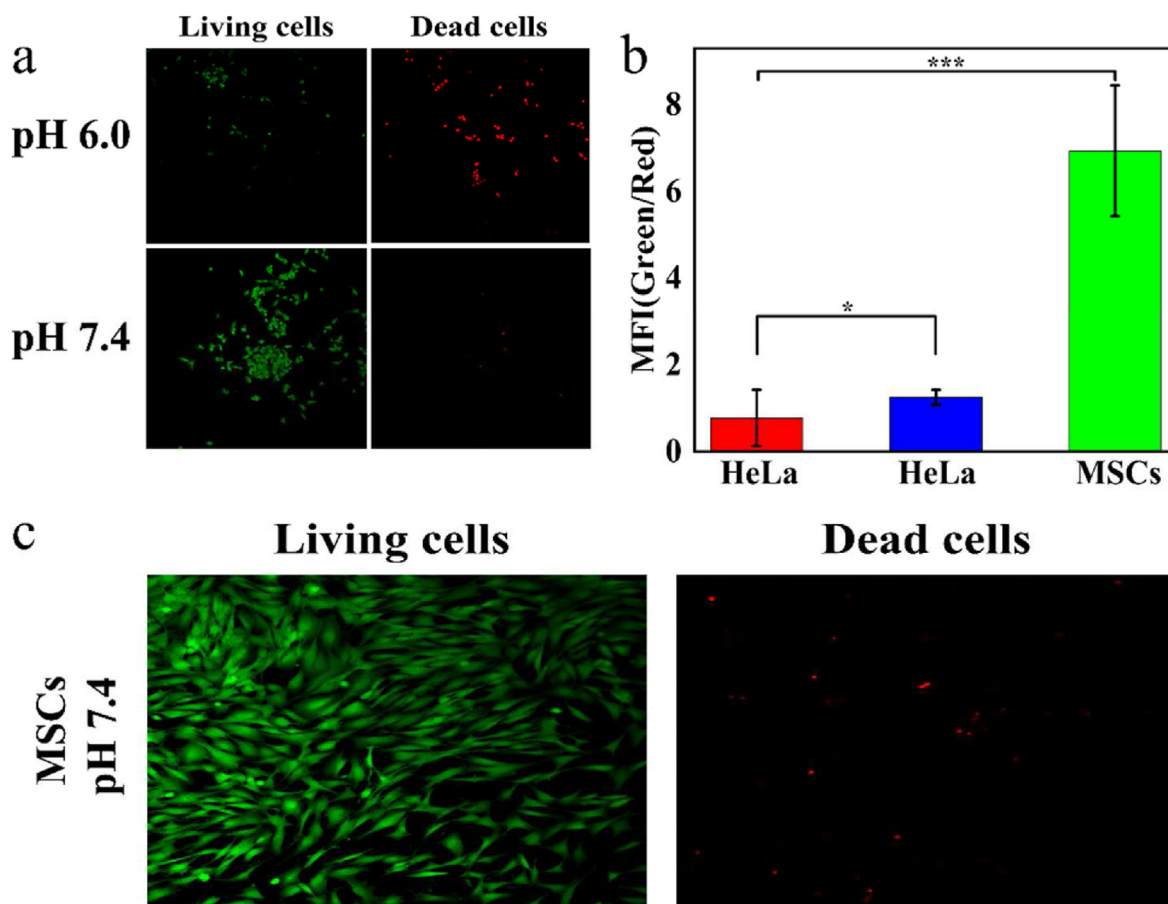 a
Living cells
Dead cells
pH 6.0
pH 7.4
b
MFI(Green/Red)
8
6
4
2
0
***
*
HeLa
HeLa
MSCs
c
Living cells
Dead cells
MSCs
pH 7.4